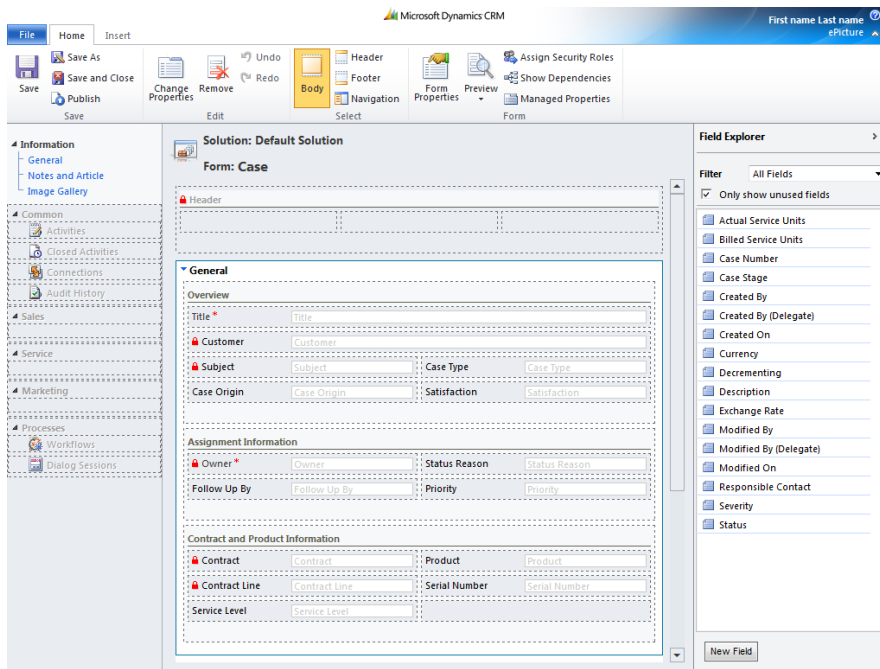 Microsoft Dynamics CRM
First name Last name
ePicture
File Home Insert
Save
Save As
Save and Close
Publish
Save
Change Properties
Remove
Undo
Redo
Edit
Body
Header
Footer
Navigation
Select
Form Properties
Preview
Assign Security Roles
Show Dependencies
Managed Properties
Form
Information
General
Notes and Article
Image Gallery
Common
Activities
Closed Activities
Connections
Audit History
Sales
Service
Marketing
Processes
Workflows
Dialog Sessions
Solution: Default Solution
Form: Case
Header
General
Overview
Title * Title
Customer Customer
Subject Subject Case Type Case Type
Case Origin Case Origin Satisfaction Satisfaction
Assignment Information
Owner * Owner Status Reason Status Reason
Follow Up By Follow Up By Priority Priority
Contract and Product Information
Contract Contract Product Product
Contract Line Contract Line Serial Number Serial Number
Service Level Service Level
Field Explorer
Filter All Fields
Only show unused fields
Actual Service Units
Billed Service Units
Case Number
Case Stage
Created By
Created By (Delegate)
Created On
Currency
Decrementing
Description
Exchange Rate
Modified By
Modified By (Delegate)
Modified On
Responsible Contact
Severity
Status
New Field